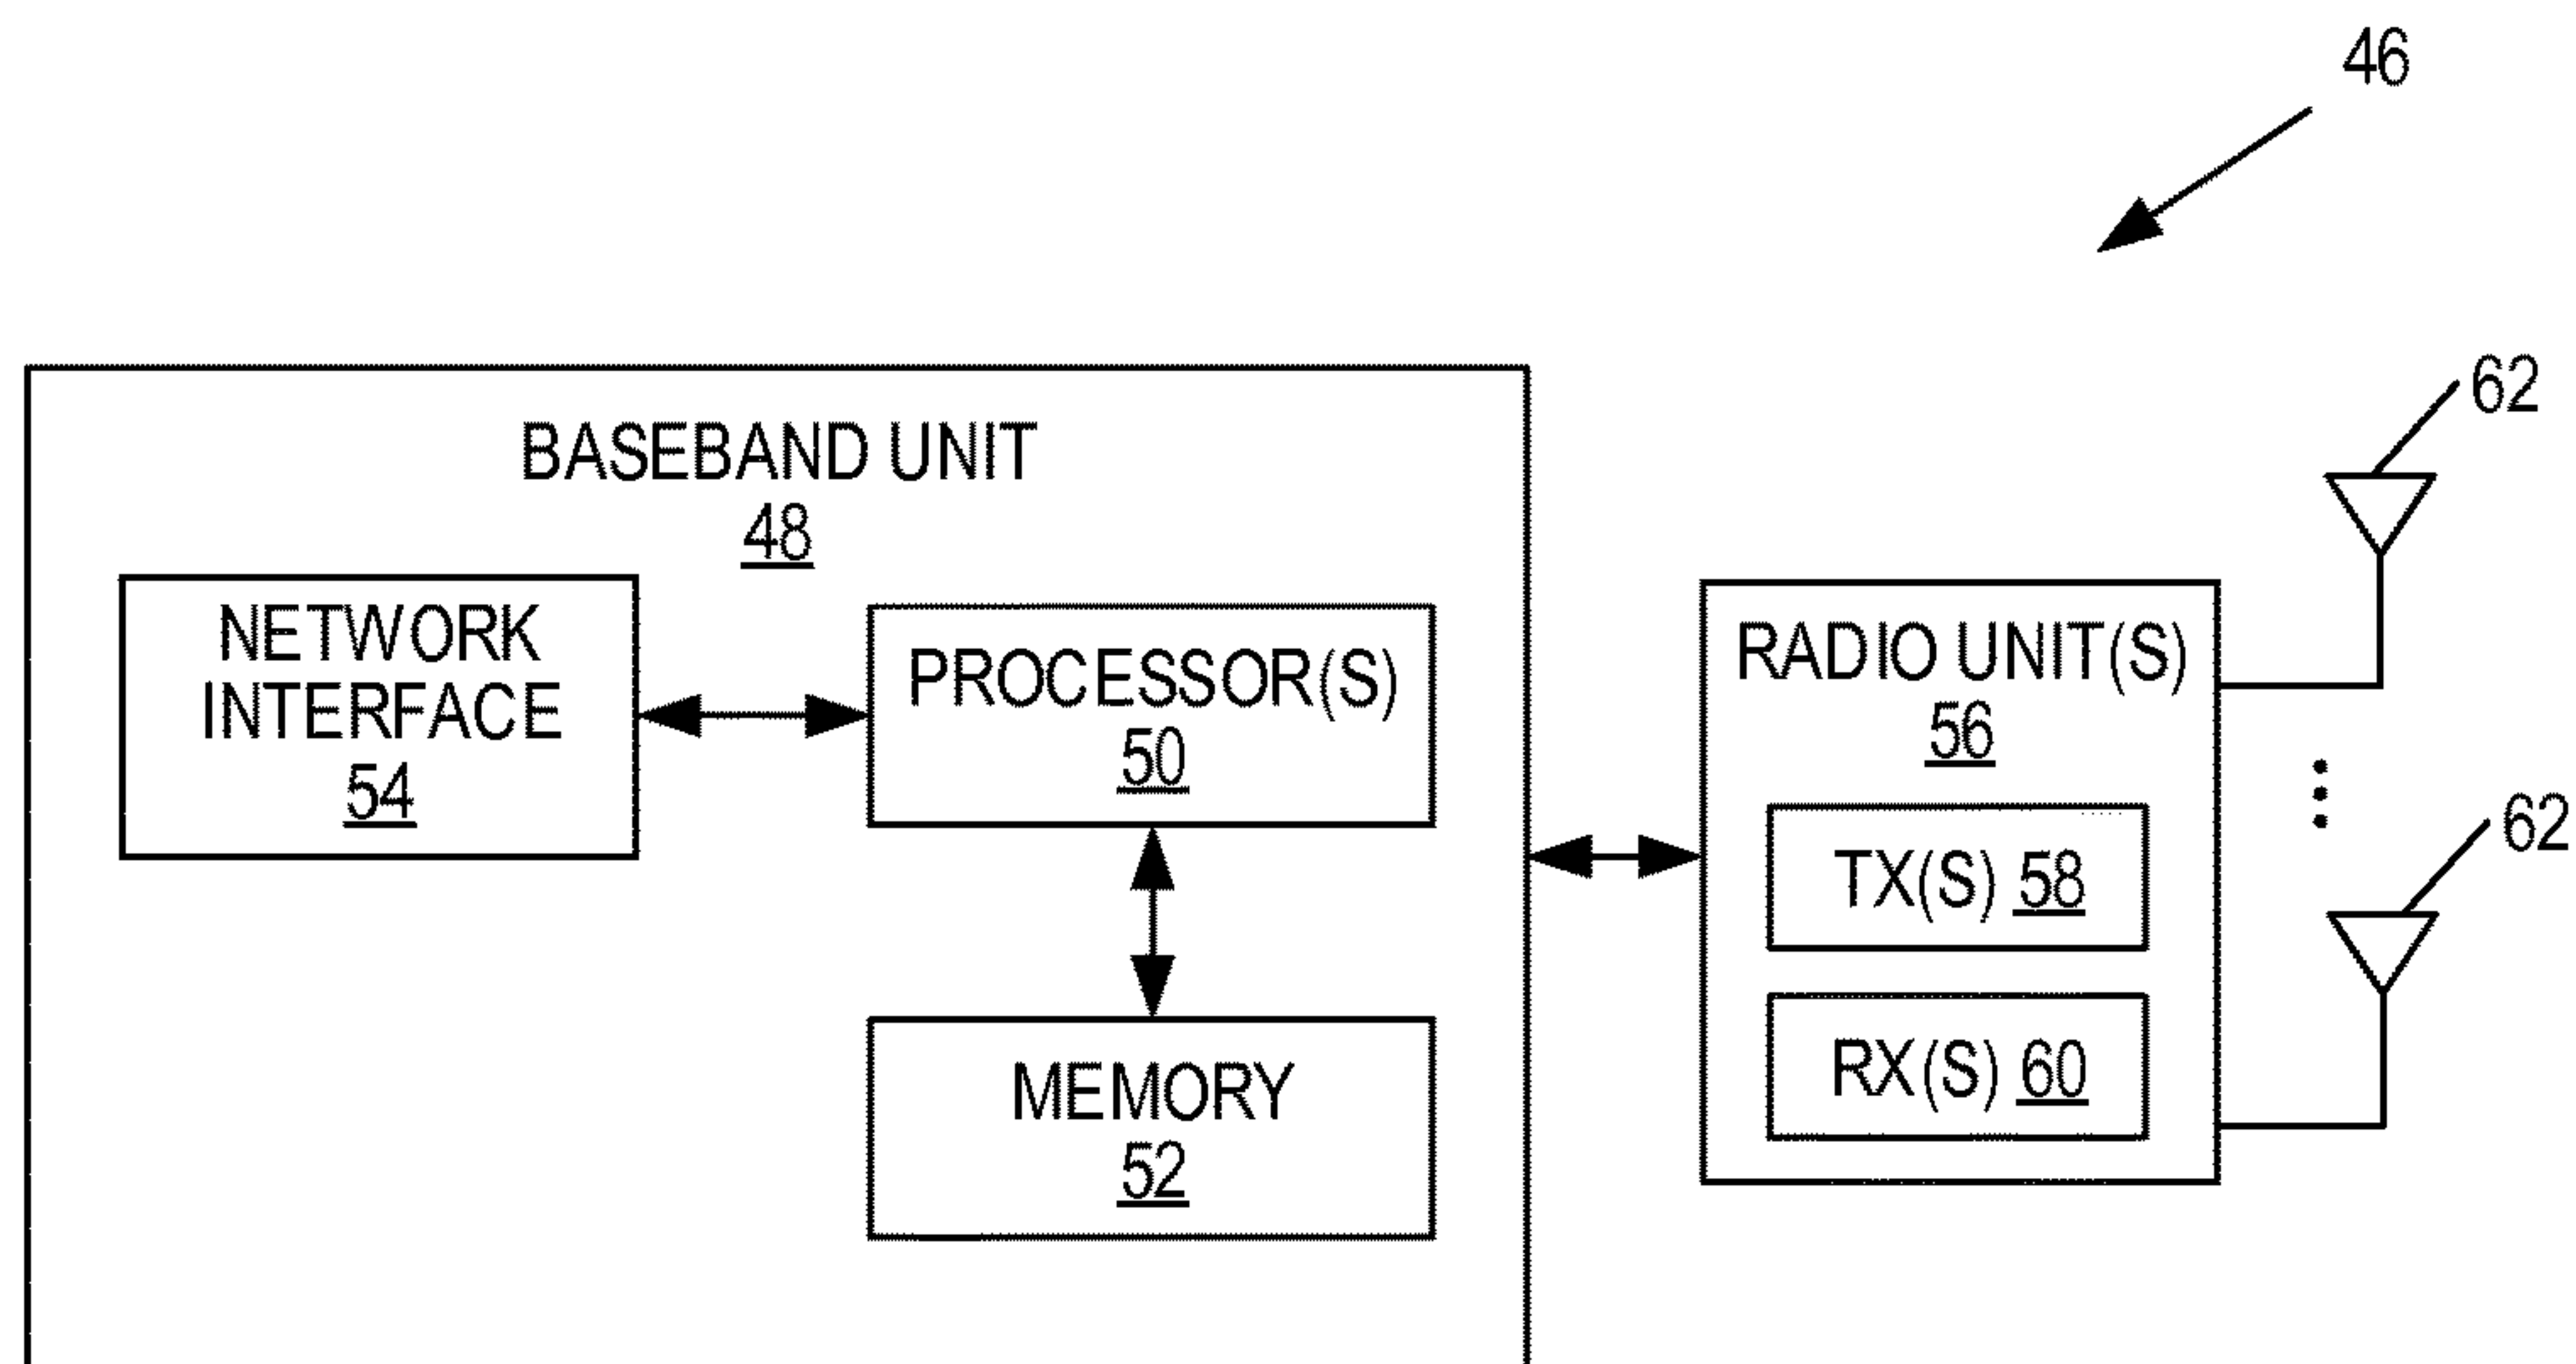 46
BASEBAND UNIT
48
NETWORK
INTERFACE
54
PROCESSOR(S)
50
MEMORY
52
RADIO UNIT(S)
56
TX(S) 58
RX(S) 60
62
62